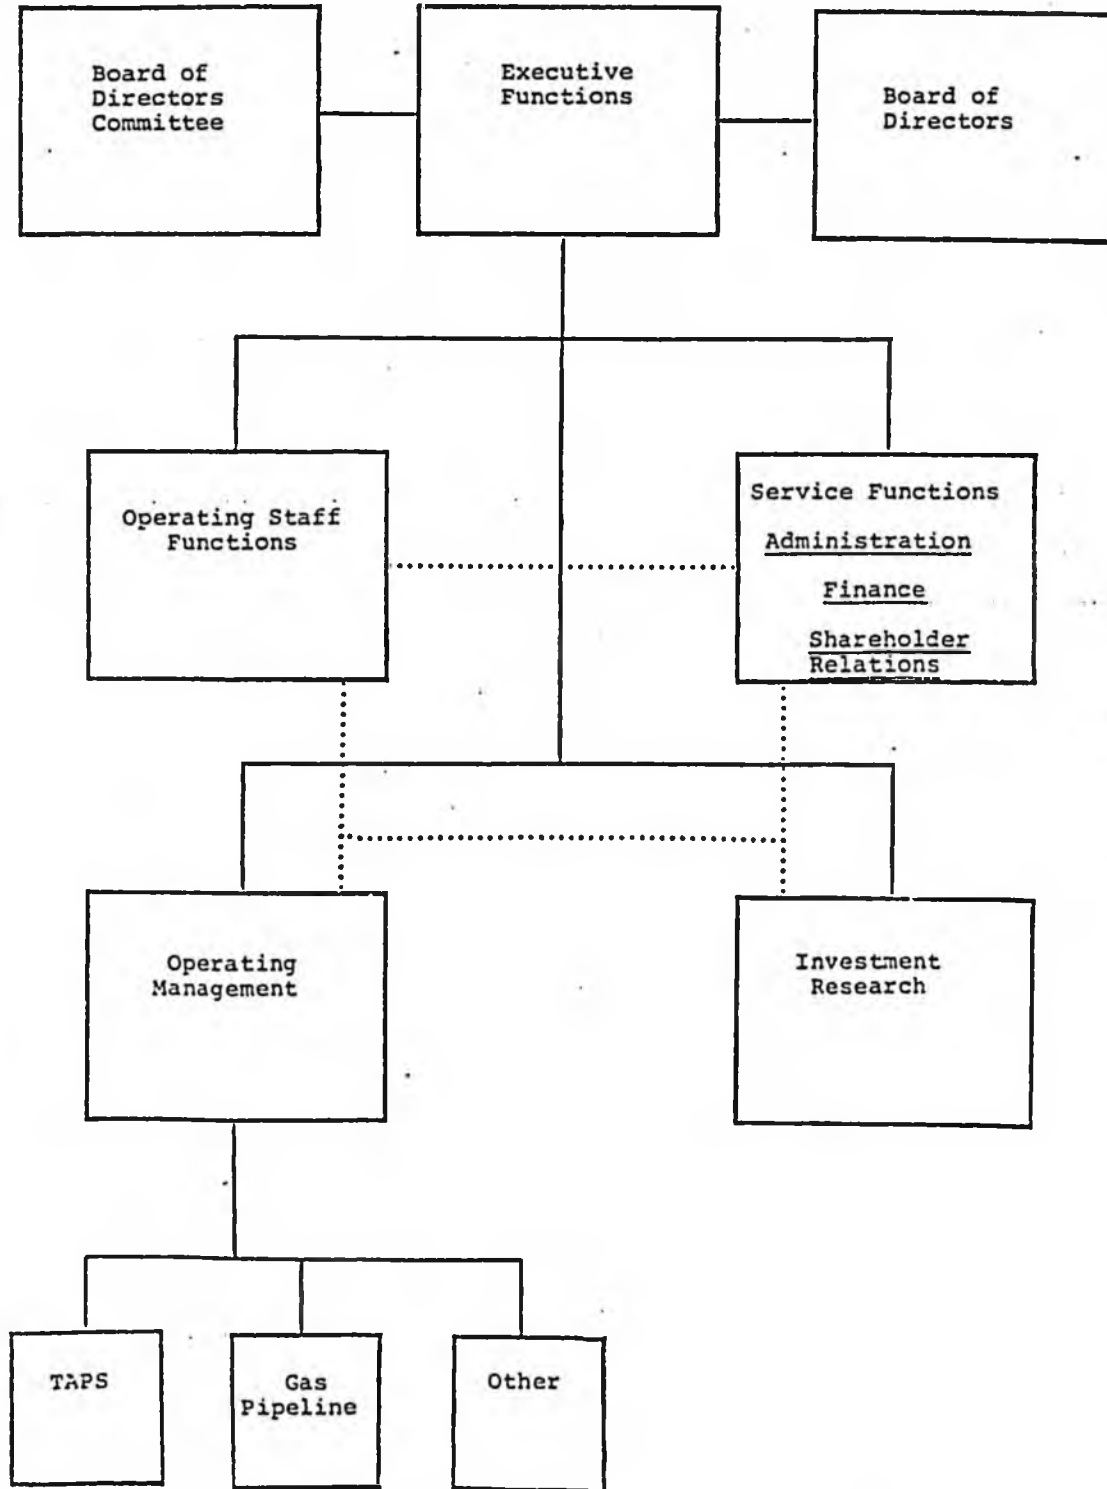 Board of
Directors
Committee
Executive
Functions
Board of
Directors
Operating Staff
Functions
Service Functions
Administration
Finance
Shareholder
Relations
Operating
Management
Investment
Research
TAPS
Gas
Pipeline
Other